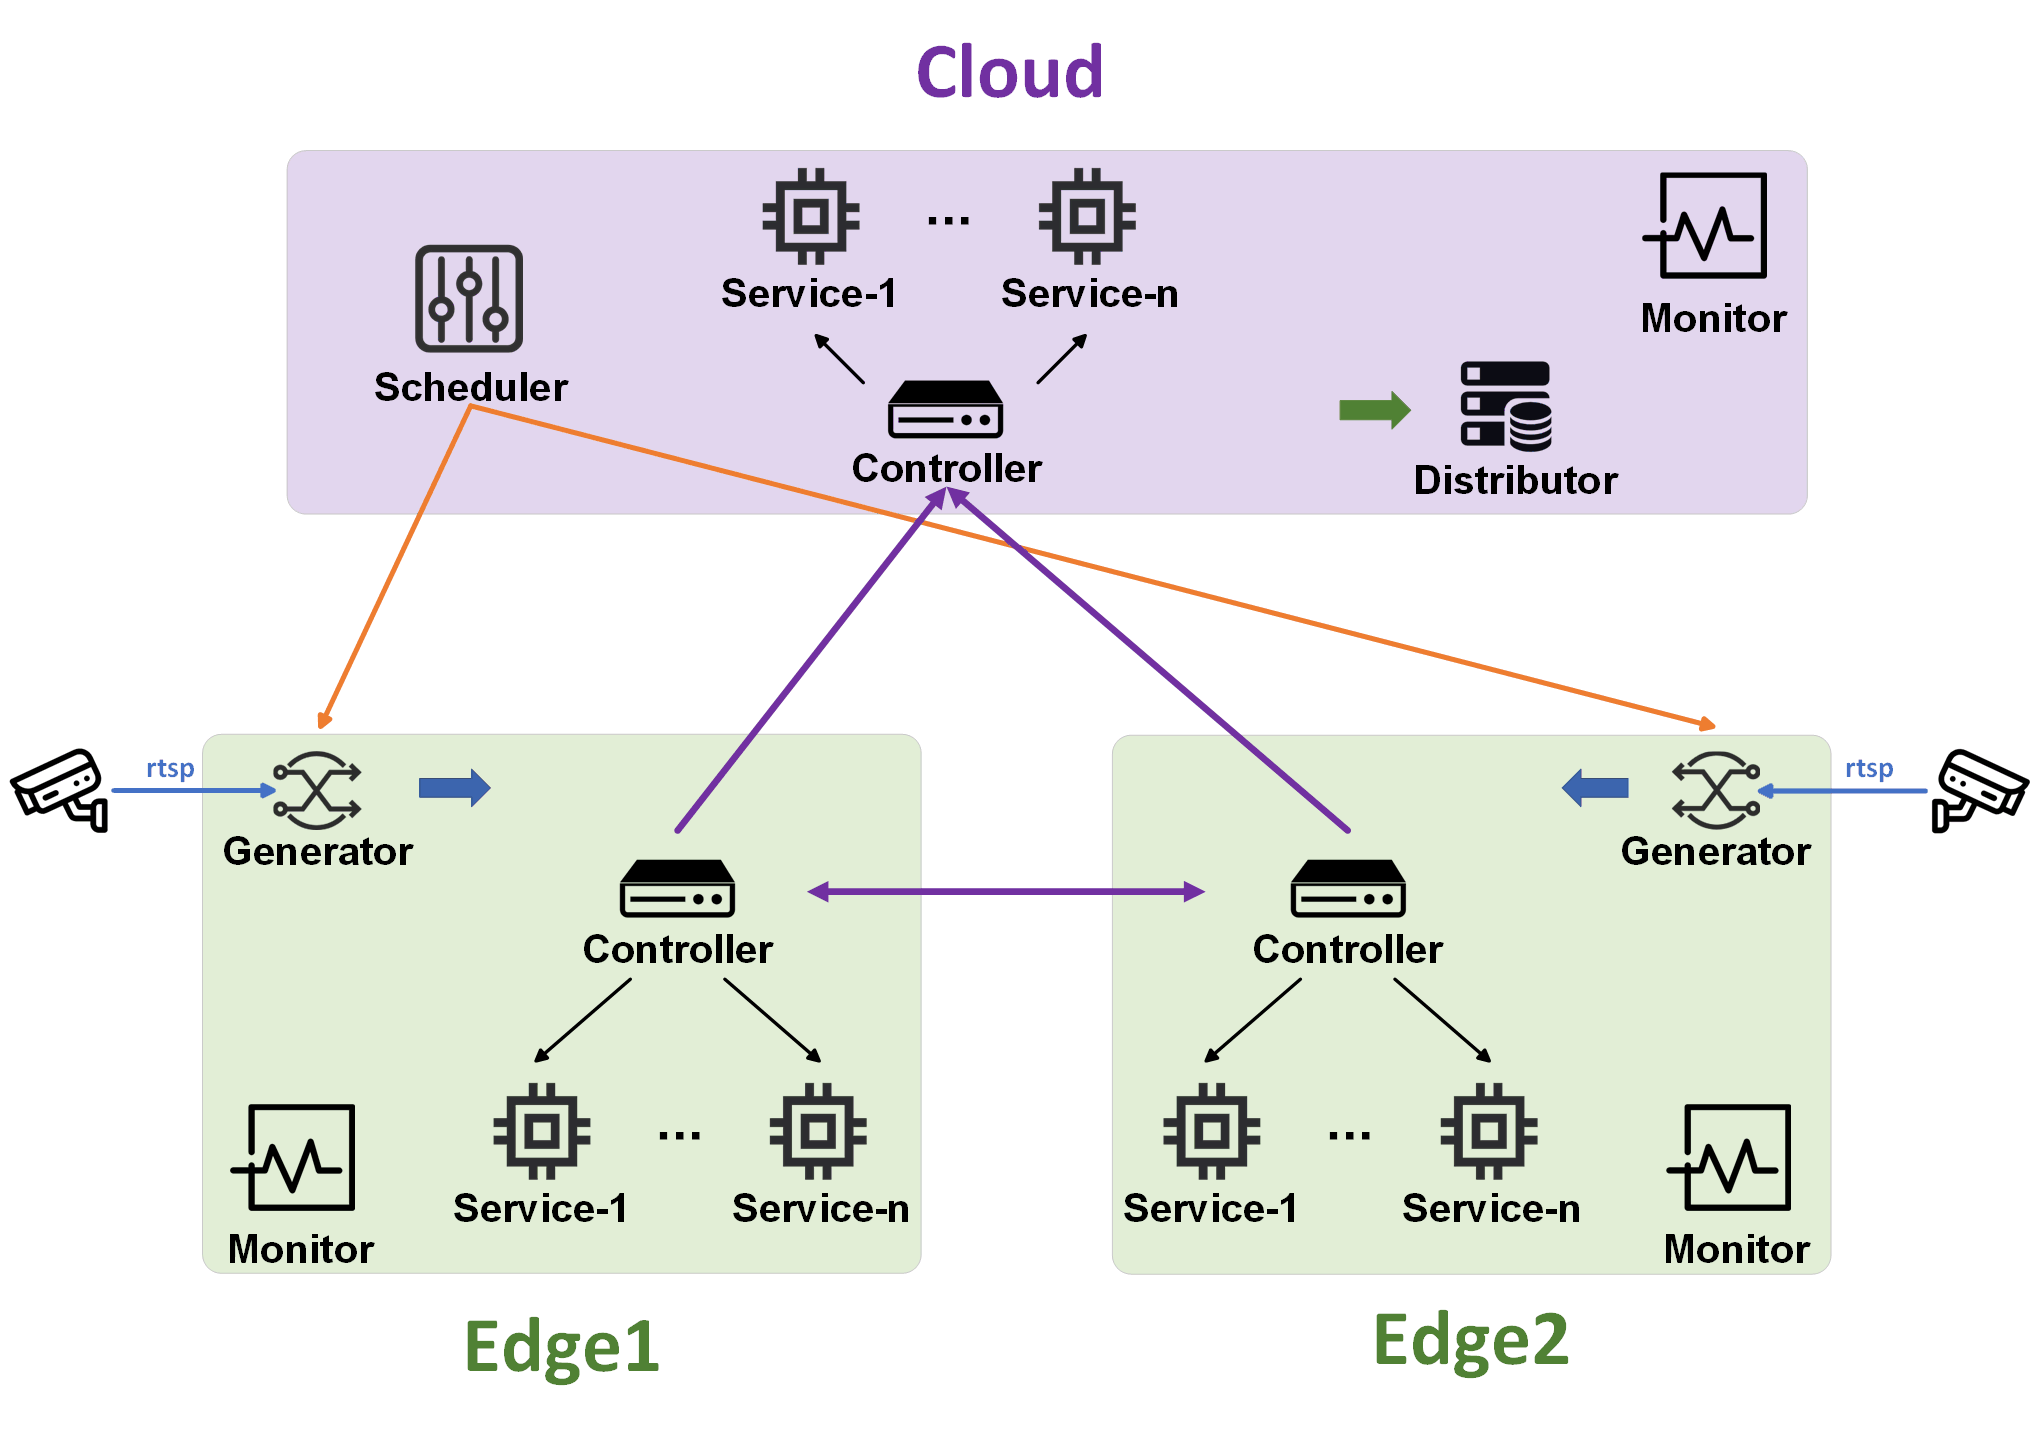 Cloud
...
Service-1
Service-n
Monitor
Scheduler
Controller
Distributor
rtsp
Generator
Controller
...
Service-1
Service-n
Monitor
Edge1
rtsp
Generator
Controller
...
Service-1
Service-n
Monitor
Edge2